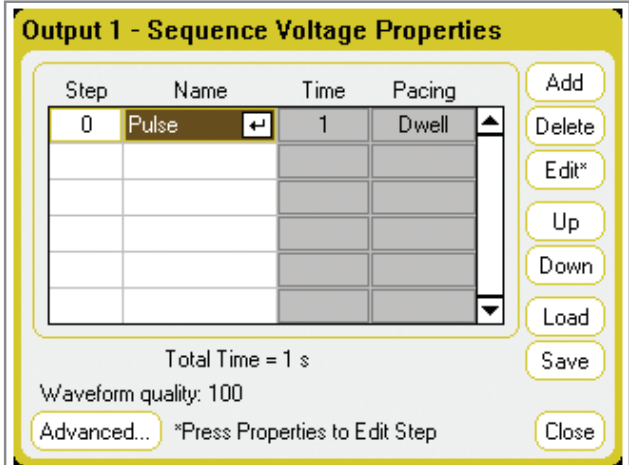 Output 1 - Sequence Voltage Properties
Step Name Time Pacing
0 Pulse 1 Dwell
Add
Delete
Edit*
Up
Down
Load
Save
Total Time = 1 s
Waveform quality: 100
Advanced... *Press Properties to Edit Step Close